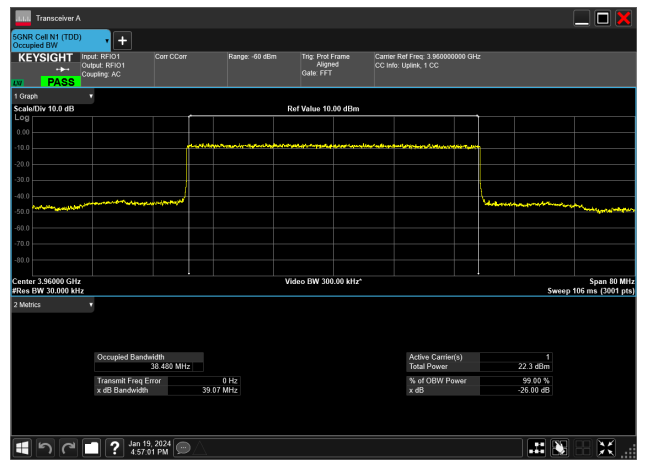 Transceiver A
5GNR Cell N1 (TDD)
Occupied BW
KEYSIGHT
LXI
PASS
Input: RFIO1
Output: RFIO1
Coupling: AC
Corr CCorr
Range: -60 dBm
Trig: Prot Frame
Aligned
Gate: FFT
Carrier Ref Freq: 3.960000000 GHz
CC Info: Uplink, 1 CC
1 Graph
Scale/Div 10.0 dB
Ref Value 10.00 dBm
Log
0.00
-10.0
-20.0
-30.0
-40.0
-50.0
-60.0
-70.0
-80.0
Center 3.96000 GHz
Video BW 300.00 kHz*
Span 80 MHz
#Res BW 30.000 kHz
Sweep 106 ms (3001 pts)
2 Metrics
Occupied Bandwidth
38.480 MHz
Active Carrier(s) 1
Total Power 22.3 dBm
Transmit Freq Error 0 Hz
x dB Bandwidth 39.07 MHz
% of OBW Power 99.00 %
x dB -26.00 dB
?
Jan 19, 2024
4:57:01 PM